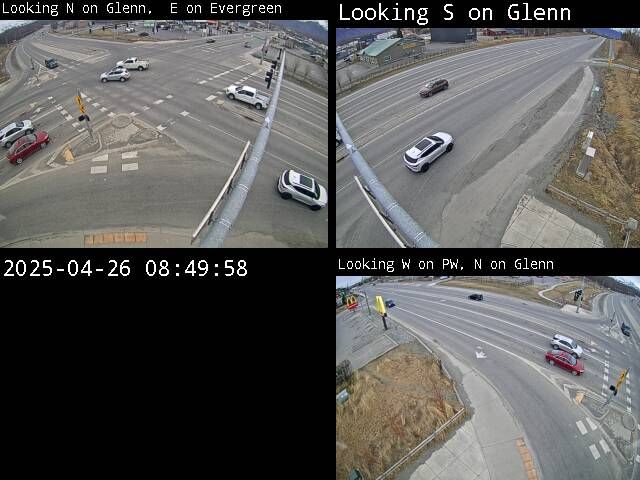 Looking N on Glenn,  E on Evergreen
Looking S on Glenn
2025-04-26 08:49:58
Looking W on PW, N on Glenn